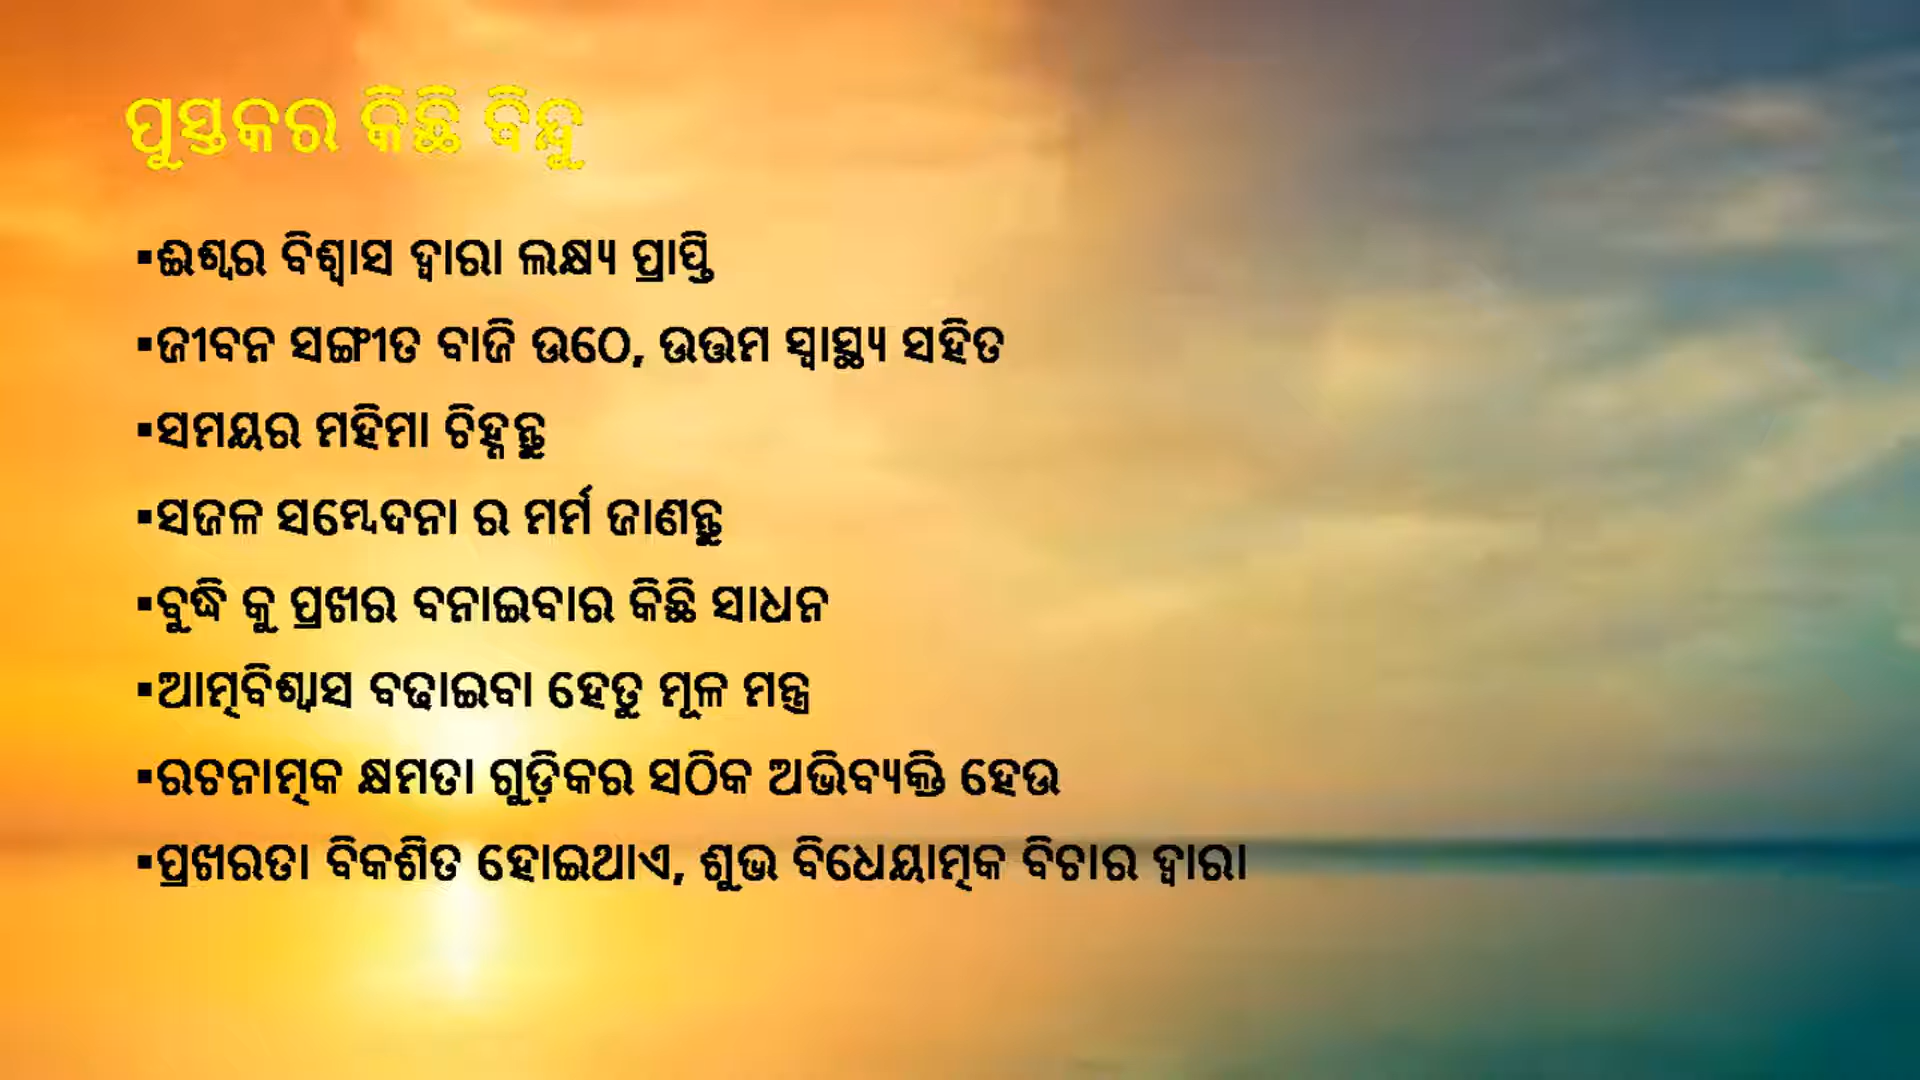 ପୁସ୍ତକର କିଛି ବିନ୍ଧୁ
▪ଈଶ୍ୱର ବିଶ୍ୱାସ ଦ୍ୱାରା ଲକ୍ଷ୍ୟ ପ୍ରାପ୍ତି
▪ଜୀବନ ସଙ୍ଗୀତ ବାଜି ଉଠେ, ଉତ୍ତମ ସ୍ୱାସ୍ଥ୍ୟ ସହିତ
▪ସମୟର ମହିମା ଚିହ୍ନନ୍ତୁ
▪ସଜଳ ସମ୍ବେଦନା ର ମର୍ମ ଜାଣନ୍ତୁ
▪ବୁଦ୍ଧି କୁ ପ୍ରଖର ବନାଇବାର କିଛି ସାଧନ
▪ଆତ୍ମବିଶ୍ୱାସ ବଢାଇବା ହେତୁ ମୂଳ ମନ୍ତ୍ର
▪ରଚନାତ୍ମକ କ୍ଷମତା ଗୁଡ଼ିକର ସଠିକ ଅଭିବ୍ୟକ୍ତି ହେଉ
▪ପ୍ରଖରତା ବିକଶିତ ହୋଇଥାଏ, ଶୁଭ ବିଧେୟାତ୍ମକ ବିଚାର ଦ୍ୱାରା